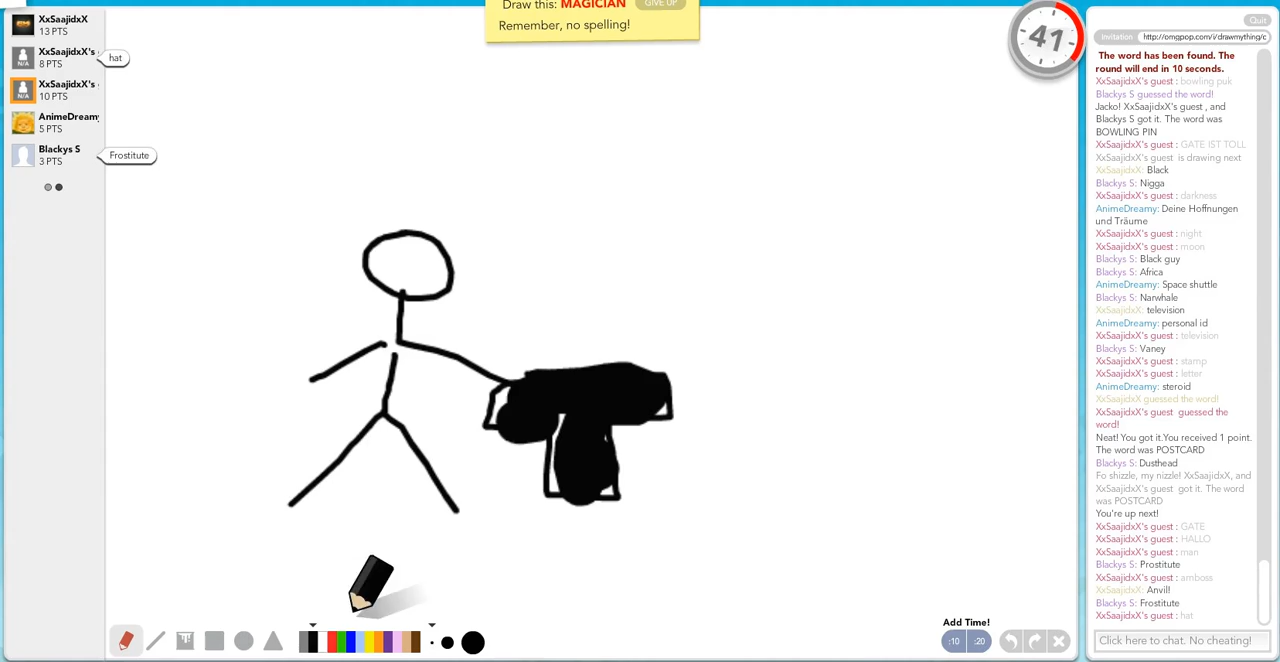 XxSaajidxX
13 PTS
XxSaajidxX's
8 PTS
hat
XxSaajidxX's
10 PTS
AnimeDreamy
5 PTS
Blackys S
3 PTS
Frostitute
N/A
N/A
Draw this: MAGICIAN
GIVE UP
Remember, no spelling!
41
Quit
Invitation http://omgpop.com/i/drawmything/c
The word has been found. The
round will end in 10 seconds.
XxSaajidxX's guest : bowling puk
Blackys S guessed the word!
Jacko! XxSaajidxX's guest , and
Blackys S got it. The word was
BOWLING PIN
XxSaajidxX's guest : GATE IST TOLL
XxSaajidxX's guest is drawing next
XxSaajidxX: Black
Blackys S: Nigga
XxSaajidxX's guest : darkness
AnimeDreamy: Deine Hoffnungen
und Träume
XxSaajidxX's guest : night
XxSaajidxX's guest : moon
Blackys S: Black guy
Blackys S: Africa
AnimeDreamy: Space shuttle
Blackys S: Narwhale
XxSaajidxX: television
AnimeDreamy: personal id
XxSaajidxX's guest : television
Blackys S: Vaney
XxSaajidxX's guest : stamp
XxSaajidxX's guest : letter
AnimeDreamy: steroid
XxSaajidxX guessed the word!
XxSaajidxX's guest guessed the
word!
Neat! You got it.You received 1 point.
The word was POSTCARD
Blackys S: Dusthead
Fo shizzle, my nizzle! XxSaajidxX, and
XxSaajidxX's guest got it. The word
was POSTCARD
You're up next!
XxSaajidxX's guest : GATE
XxSaajidxX's guest : HALLO
XxSaajidxX's guest : man
Blackys S: Prostitute
XxSaajidxX's guest : amboss
XxSaajidxX: Anvil!
Blackys S: Frostitute
XxSaajidxX's guest : hat
Click here to chat. No cheating!
Add Time!
:10 :20
T